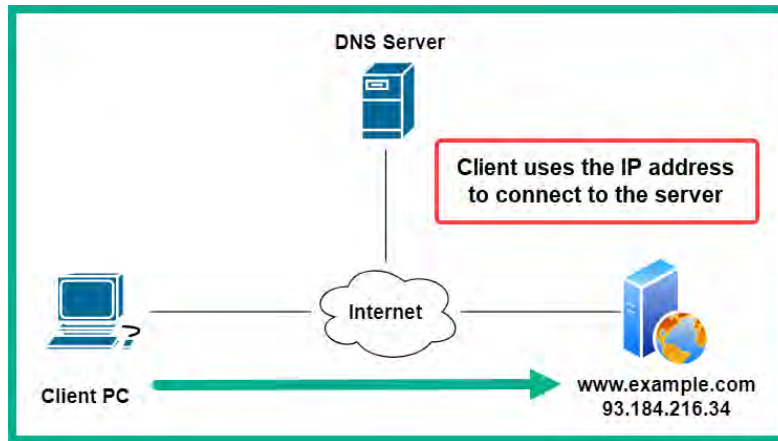 DNS Server
Client uses the IP address
to connect to the server
Internet
Client PC
www.example.com
93.184.216.34